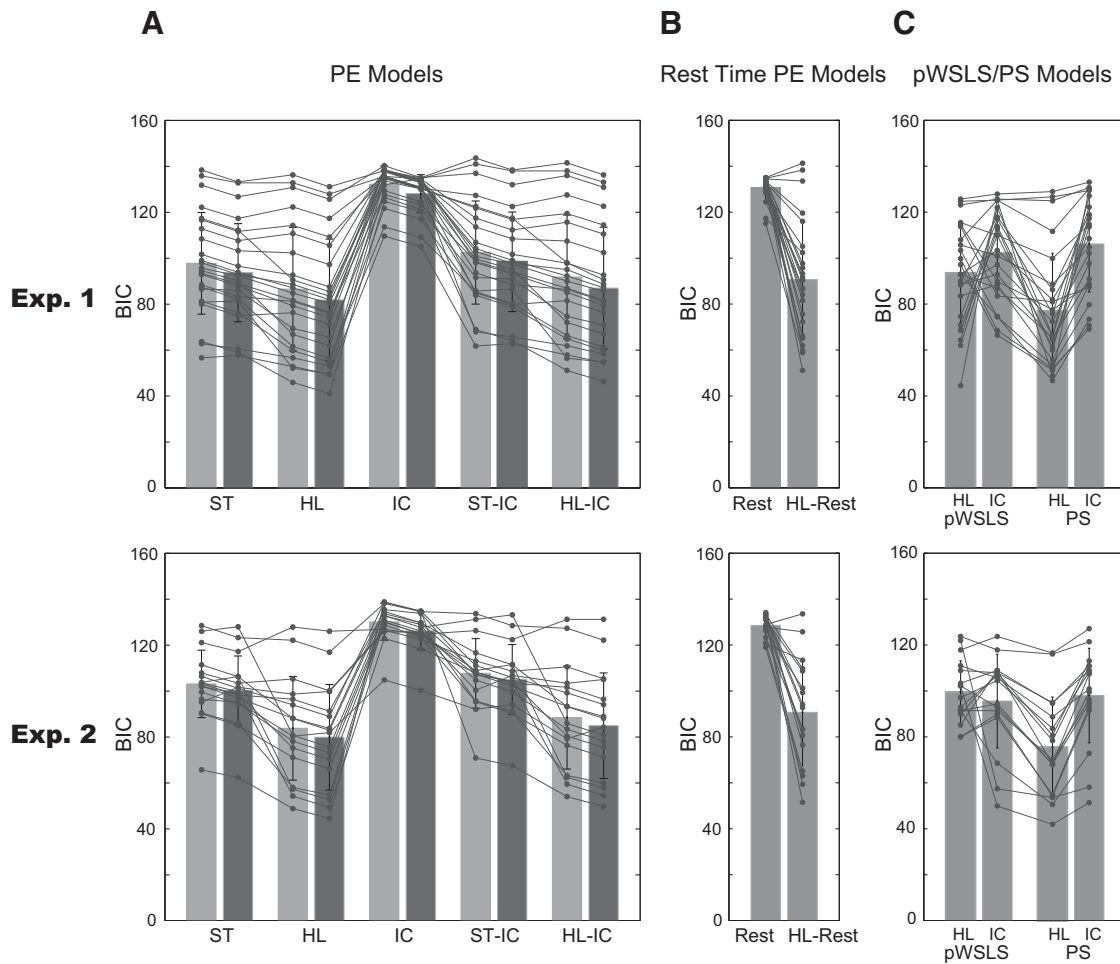 A
B
C
PE Models
Rest Time PE Models
pWSLS/PS Models
Exp. 1
BIC
160
120
80
40
0
ST
HL
IC
ST-IC
HL-IC
BIC
160
120
80
40
0
Rest
HL-Rest
BIC
160
120
80
40
0
HL IC HL IC
pWSLS PS
Exp. 2
BIC
160
120
80
40
0
ST
HL
IC
ST-IC
HL-IC
BIC
160
120
80
40
0
Rest
HL-Rest
BIC
160
120
80
40
0
HL IC HL IC
pWSLS PS